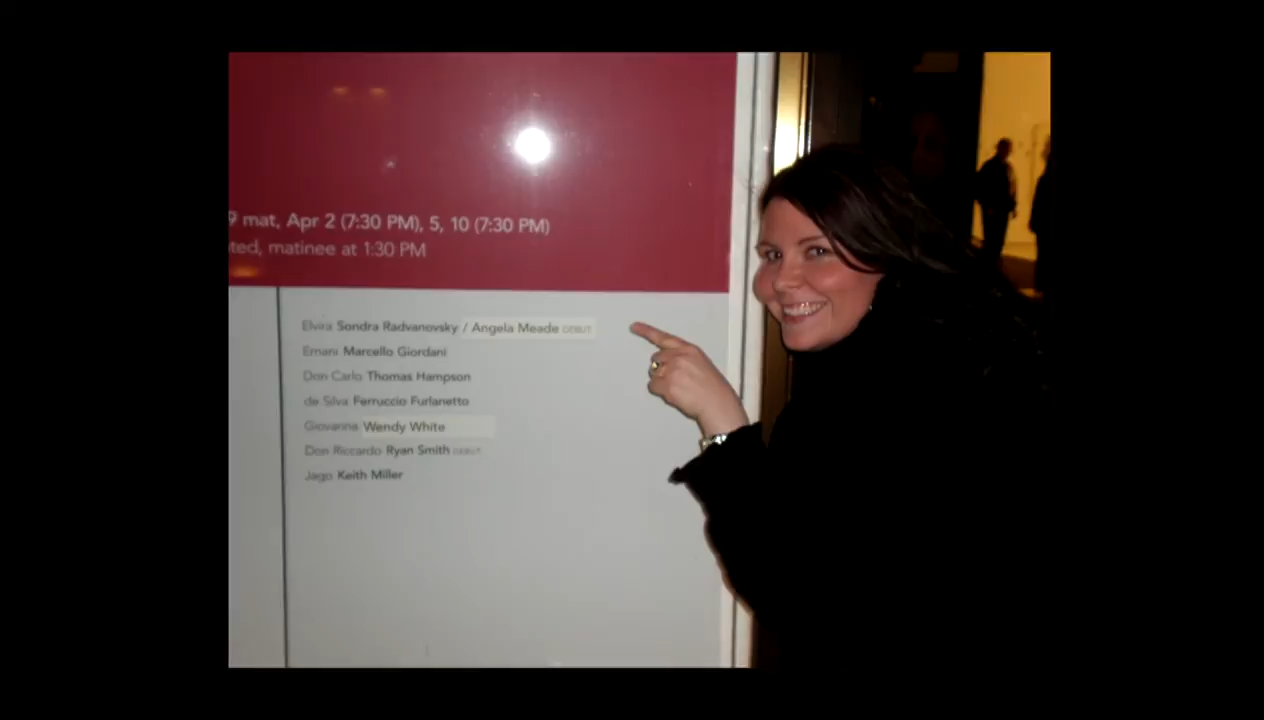 9 mat, Apr 2 (7:30 PM), 5, 10 (7:30 PM)
ted, matinee at 1:30 PM
Elvira Sondra Radvanovsky / Angela Meade DEBUT
Ernani Marcello Giordani
Don Carlo Thomas Hampson
de Silva Ferruccio Furlanetto
Giovanna Wendy White
Don Riccardo Ryan Smith DEBUT
Jago Keith Miller